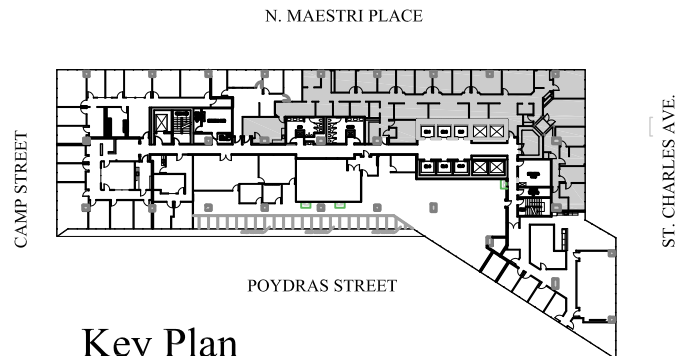 N. MAESTRI PLACE
CAMP STREET
ST. CHARLES AVE.
POYDRAS STREET
Key Plan